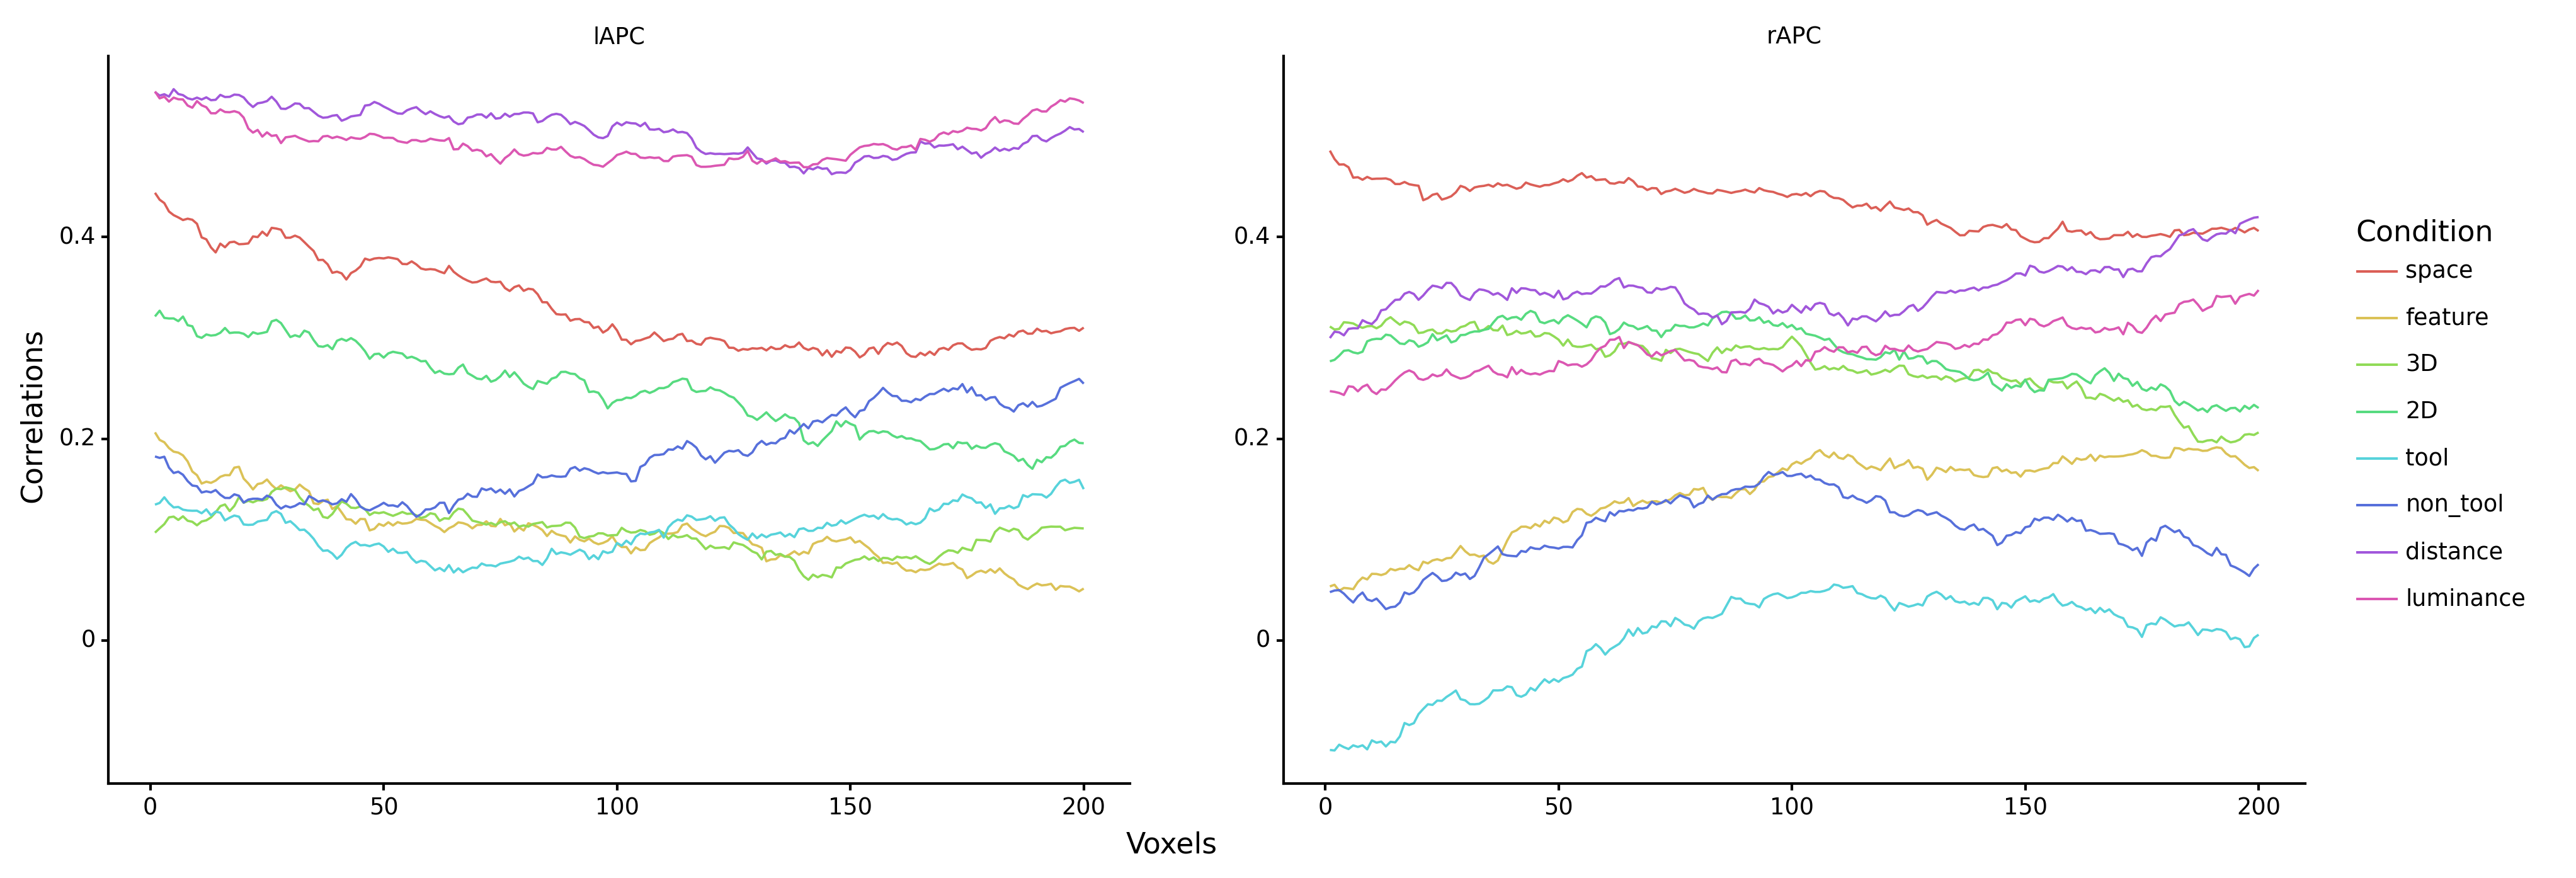 lAPC
rAPC
Correlations
0.4
0.2
0
0 50 100 150 200
0.4
0.2
0
0 50 100 150 200
Voxels
Condition
space
feature
3D
2D
tool
non_tool
distance
luminance